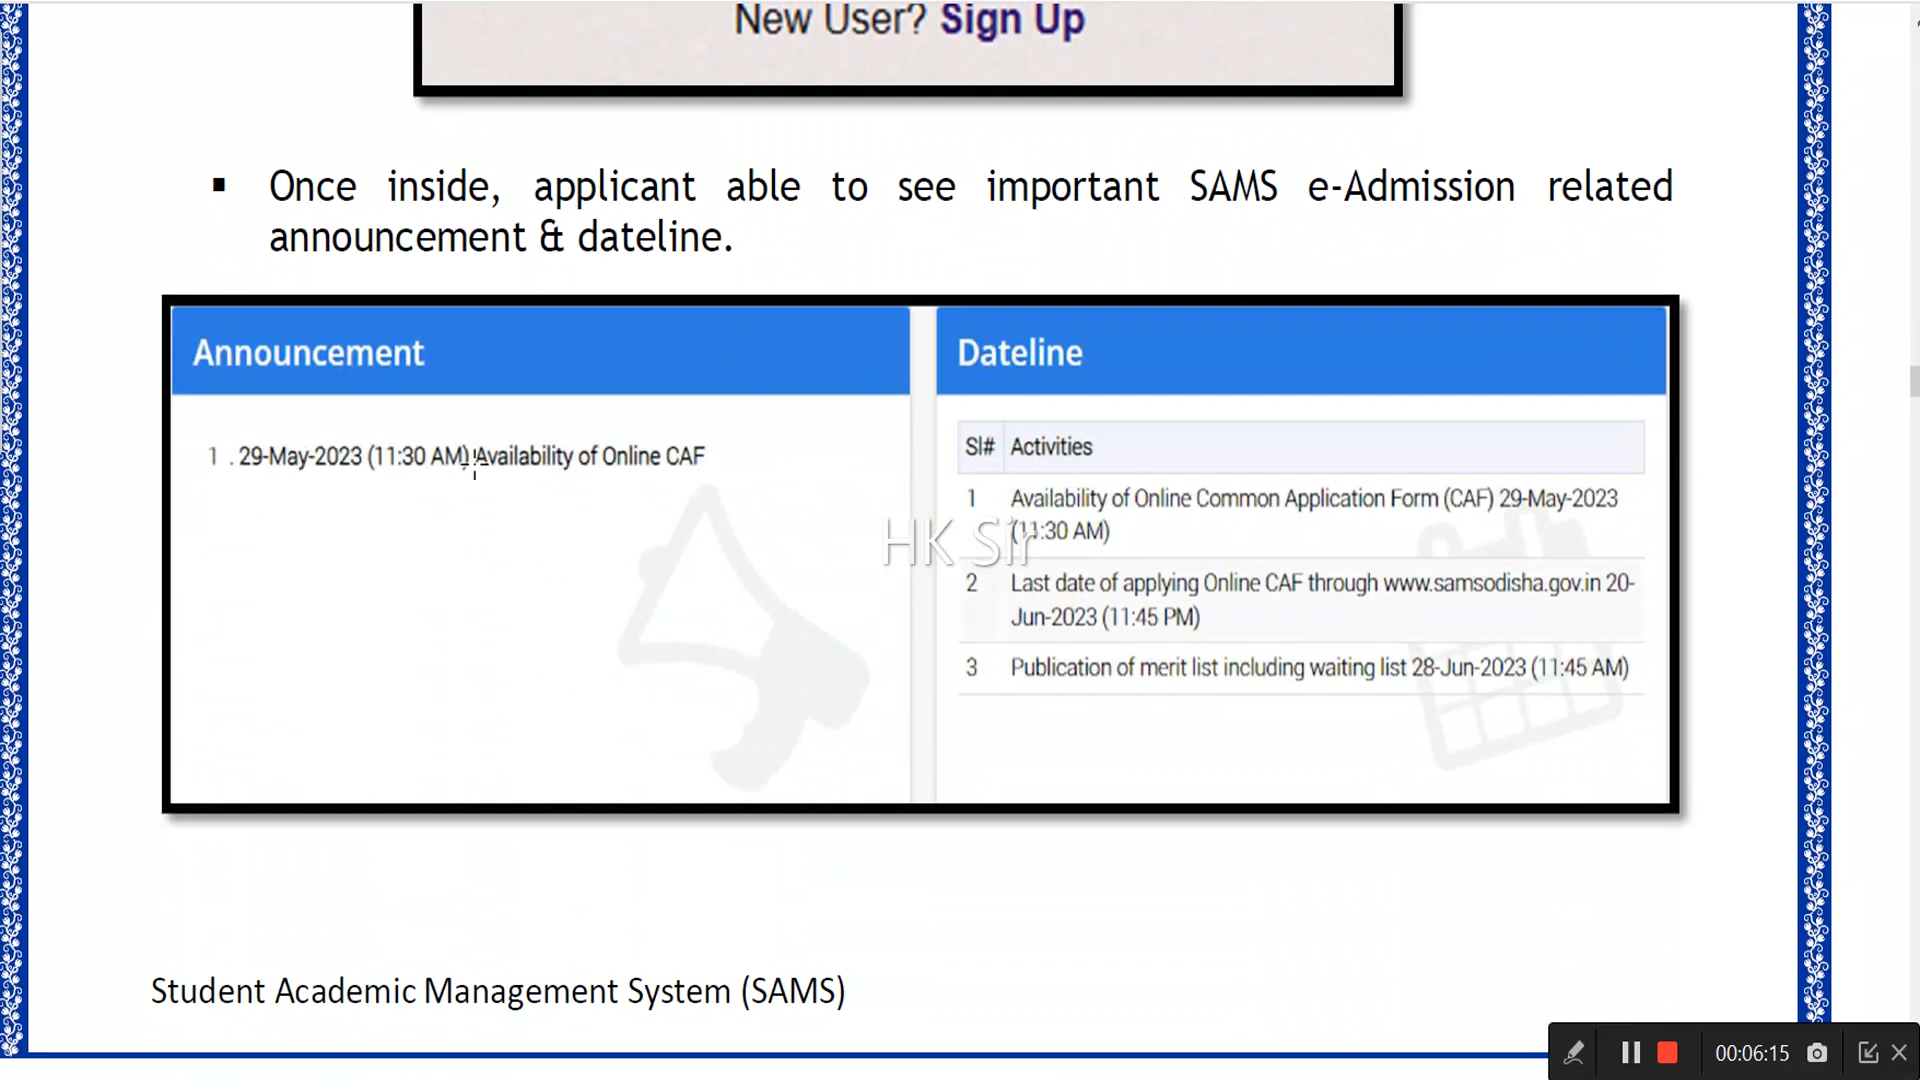 New User? Sign Up
▪ Once inside, applicant able to see important SAMS e-Admission related
announcement & dateline.
Announcement
1 . 29-May-2023 (11:30 AM) Availability of Online CAF
Dateline
Sl# Activities
1 Availability of Online Common Application Form (CAF) 29-May-2023
(11:30 AM)
2 Last date of applying Online CAF through www.samsodisha.gov.in 20-
Jun-2023 (11:45 PM)
3 Publication of merit list including waiting list 28-Jun-2023 (11:45 AM)
HK Sir
Student Academic Management System (SAMS)
00:06:15